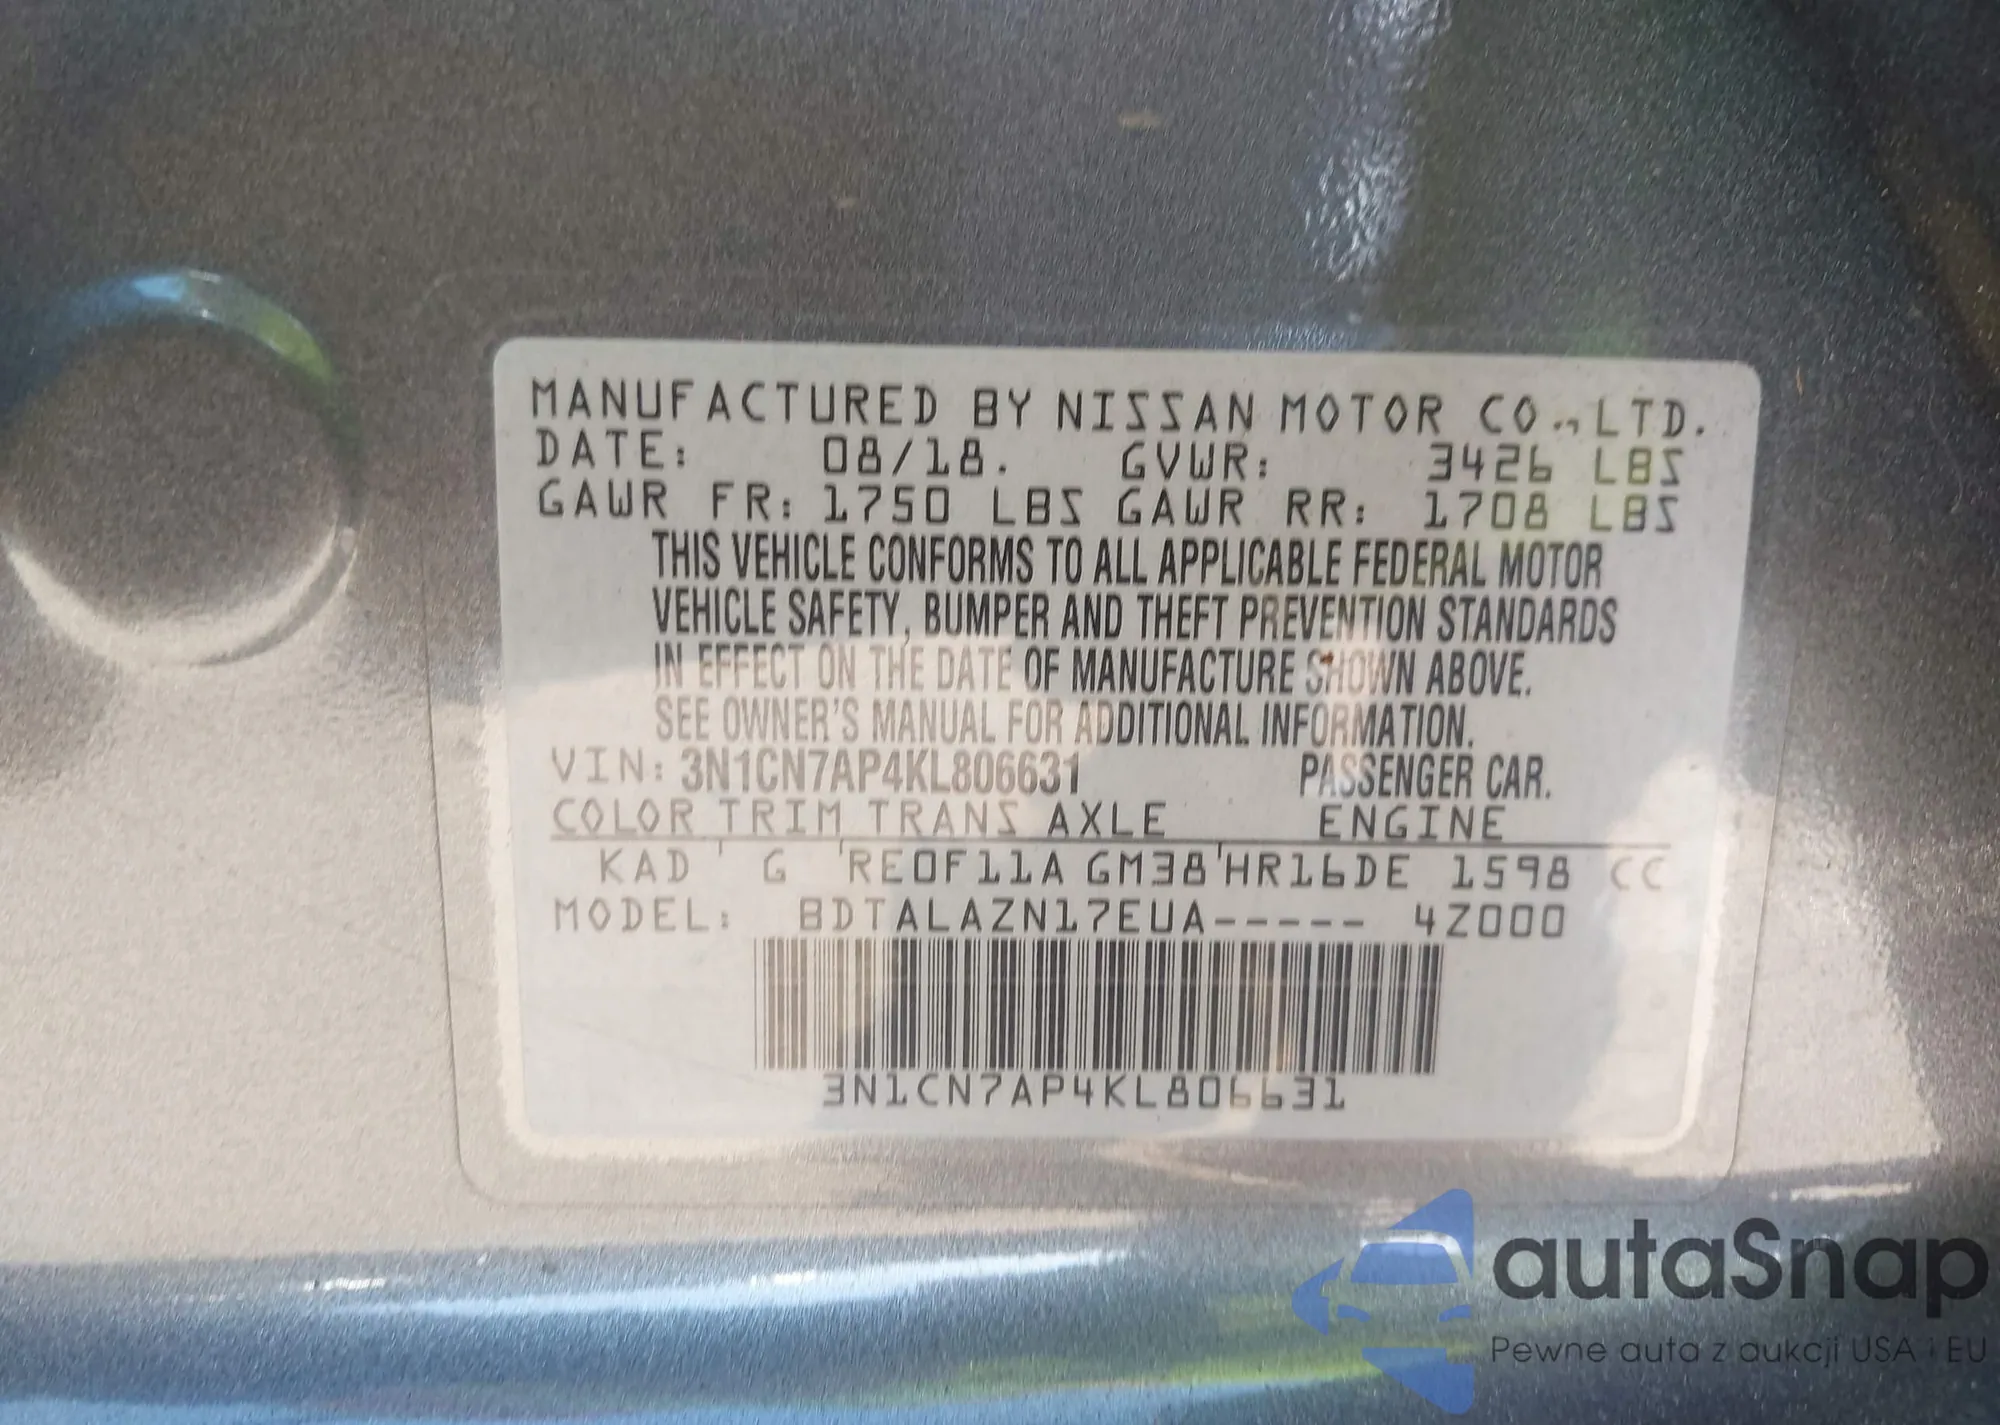 MANUFACTURED BY NISSAN MOTOR CO.,LTD.
DATE: 08/18. GVWR: 3426 LBS
GAWR FR: 1750 LBS GAWR RR: 1708 LBS
THIS VEHICLE CONFORMS TO ALL APPLICABLE FEDERAL MOTOR
VEHICLE SAFETY, BUMPER AND THEFT PREVENTION STANDARDS
IN EFFECT ON THE DATE OF MANUFACTURE SHOWN ABOVE.
SEE OWNER'S MANUAL FOR ADDITIONAL INFORMATION.
VIN: 3N1CN7AP4KL806631 PASSENGER CAR.
COLOR TRIM TRANS AXLE ENGINE
KAD ' G 'RE0F11A GM38'HR16DE 1598 CC
MODEL: BDTALAZN17EUA----- 4Z000
3N1CN7AP4KL806631
autaSnap
Pewne auta z aukcji USA i EU